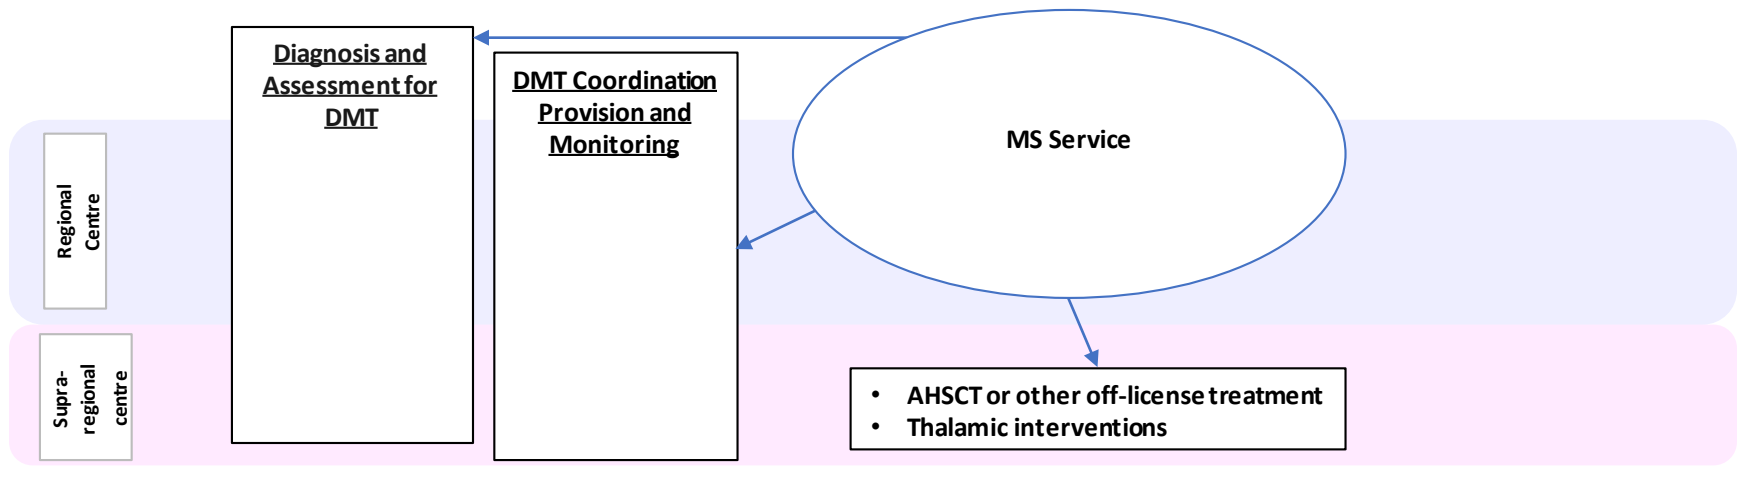 Diagnosis and
Assessment for
DMT
DMT Coordination
Provision and
Monitoring
MS Service
Regional
Centre
Supra-
regional
centre
• AHSCT or other off-license treatment
• Thalamic interventions